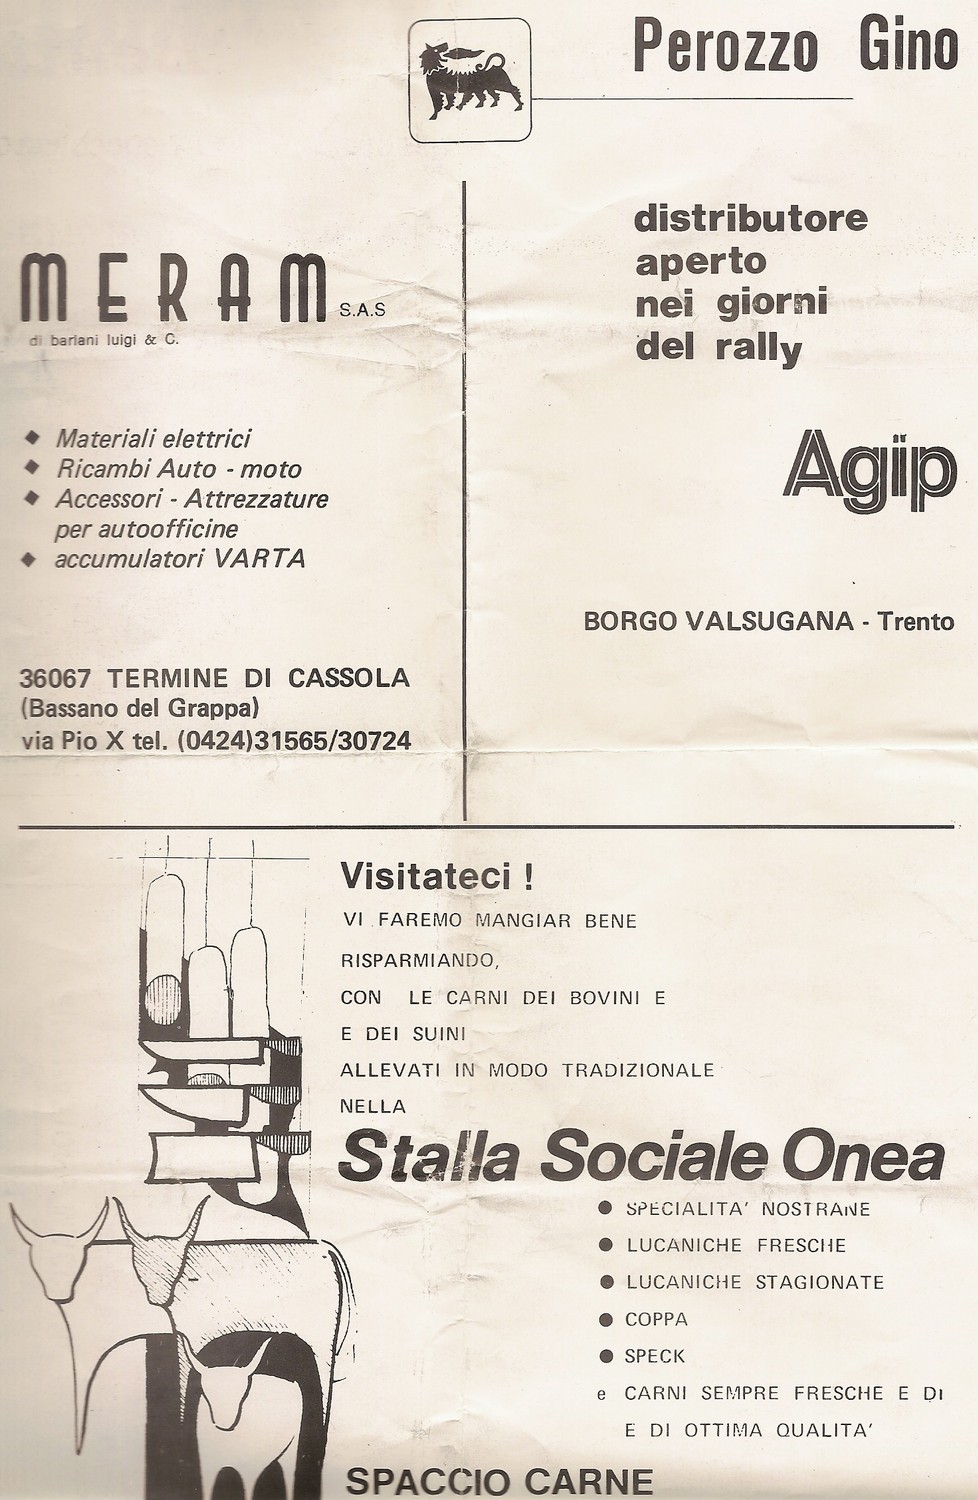 Perozzo Gino
distributore
aperto
nei giorni
del rally
Agip
BORGO VALSUGANA - Trento
MERAM S.A.S
di bariani luigi & C.
◆ Materiali elettrici
◆ Ricambi Auto - moto
◆ Accessori - Attrezzature
per autoofficine
◆ accumulatori VARTA
36067 TERMINE DI CASSOLA
(Bassano del Grappa)
via Pio X tel. (0424)31565/30724
Visitateci !
VI FAREMO MANGIAR BENE
RISPARMIANDO,
CON LE CARNI DEI BOVINI E
E DEI SUINI
ALLEVATI IN MODO TRADIZIONALE
NELLA
Stalla Sociale Onea
● SPECIALITA' NOSTRANE
● LUCANICHE FRESCHE
● LUCANICHE STAGIONATE
● COPPA
● SPECK
e CARNI SEMPRE FRESCHE E DI
E DI OTTIMA QUALITA'
SPACCIO CARNE